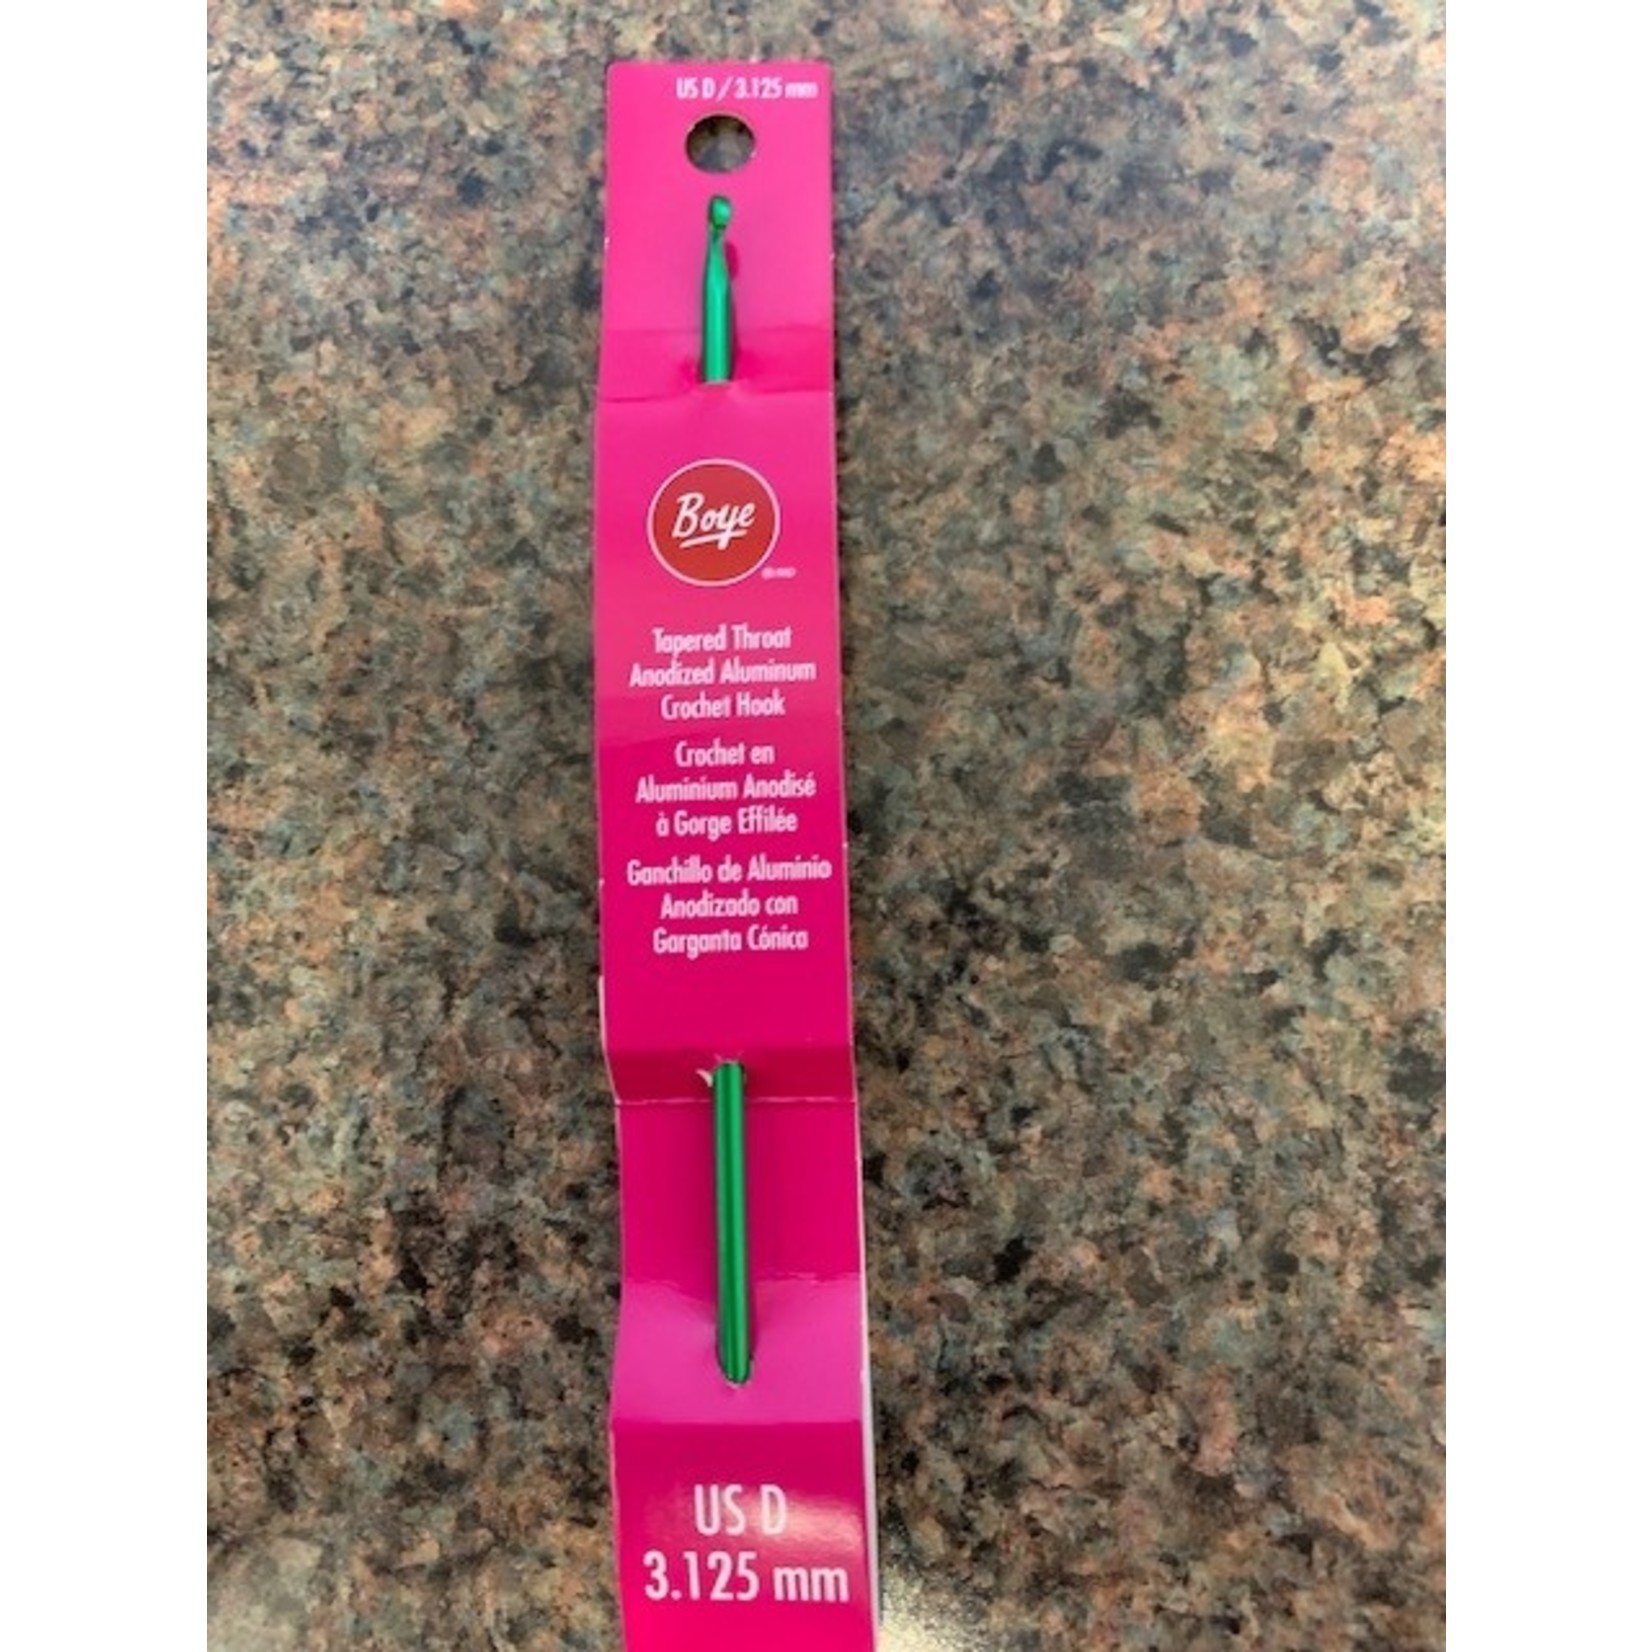 US D / 3.125 mm
Boye
Tapered Throat
Anodized Aluminum
Crochet Hook
Crochet en
Aluminium Anodisé
à Gorge Effilée
Ganchillo de Aluminio
Anodizado con
Garganta Cónica
US D
3.125 mm